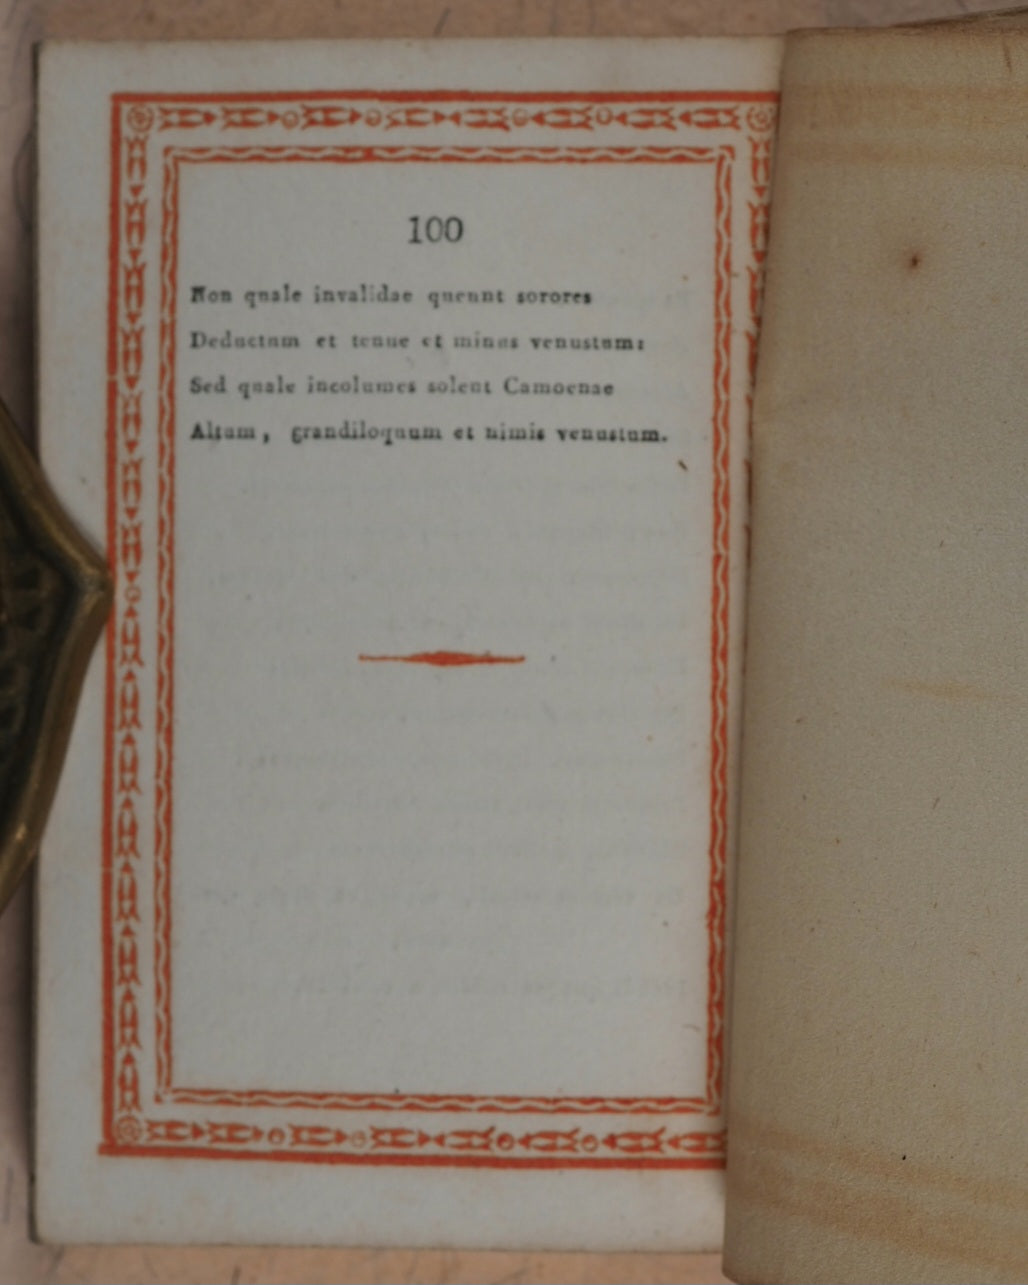 100
Non quale invalidae queunt sorores
Deductum et tenue et minus venustum:
Sed quale incolumes solent Camoenae
Altum, grandiloquum et nimis venustum.